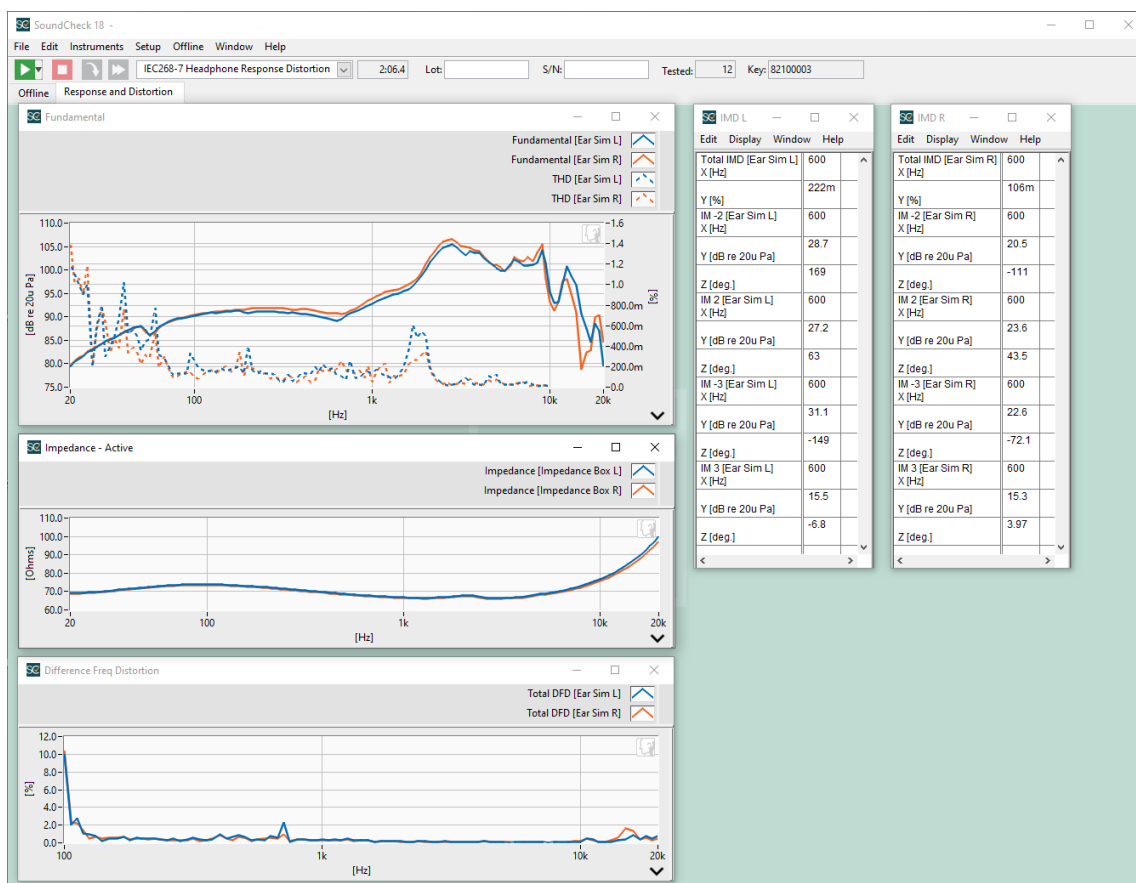 SC SoundCheck 18 -
File Edit Instruments Setup Offline Window Help
IEC268-7 Headphone Response Distortion 2:06.4 Lot: S/N: Tested: 12 Key: 82100003
Offline Response and Distortion
SC Fundamental
Fundamental [Ear Sim L]
Fundamental [Ear Sim R]
THD [Ear Sim L]
THD [Ear Sim R]
110.0
105.0
100.0
95.0
90.0
85.0
80.0
75.0
[dB re 20u Pa]
1.6
1.4
1.2
1.0
800.0m
600.0m
400.0m
200.0m
0.0
[%]
20 100 1k 10k 20k
[Hz]
SC Impedance - Active
Impedance [Impedance Box L]
Impedance [Impedance Box R]
110.0
100.0
90.0
80.0
70.0
60.0
[Ohms]
20 100 1k 10k 20k
[Hz]
SC Difference Freq Distortion
Total DFD [Ear Sim L]
Total DFD [Ear Sim R]
12.0
10.0
8.0
6.0
4.0
2.0
0.0
[%]
100 1k 10k 20k
[Hz]
SC IMD L
Edit Display Window Help
Total IMD [Ear Sim L] 600
X [Hz]
222m
Y [%]
IM -2 [Ear Sim L] 600
X [Hz]
28.7
Y [dB re 20u Pa]
169
Z [deg.]
IM 2 [Ear Sim L] 600
X [Hz]
27.2
Y [dB re 20u Pa]
63
Z [deg.]
IM -3 [Ear Sim L] 600
X [Hz]
31.1
Y [dB re 20u Pa]
-149
Z [deg.]
IM 3 [Ear Sim L] 600
X [Hz]
15.5
Y [dB re 20u Pa]
-6.8
Z [deg.]
SC IMD R
Edit Display Window Help
Total IMD [Ear Sim R] 600
X [Hz]
106m
Y [%]
IM -2 [Ear Sim R] 600
X [Hz]
20.5
Y [dB re 20u Pa]
-111
Z [deg.]
IM 2 [Ear Sim R] 600
X [Hz]
23.6
Y [dB re 20u Pa]
43.5
Z [deg.]
IM -3 [Ear Sim R] 600
X [Hz]
22.6
Y [dB re 20u Pa]
-72.1
Z [deg.]
IM 3 [Ear Sim R] 600
X [Hz]
15.3
Y [dB re 20u Pa]
3.97
Z [deg.]